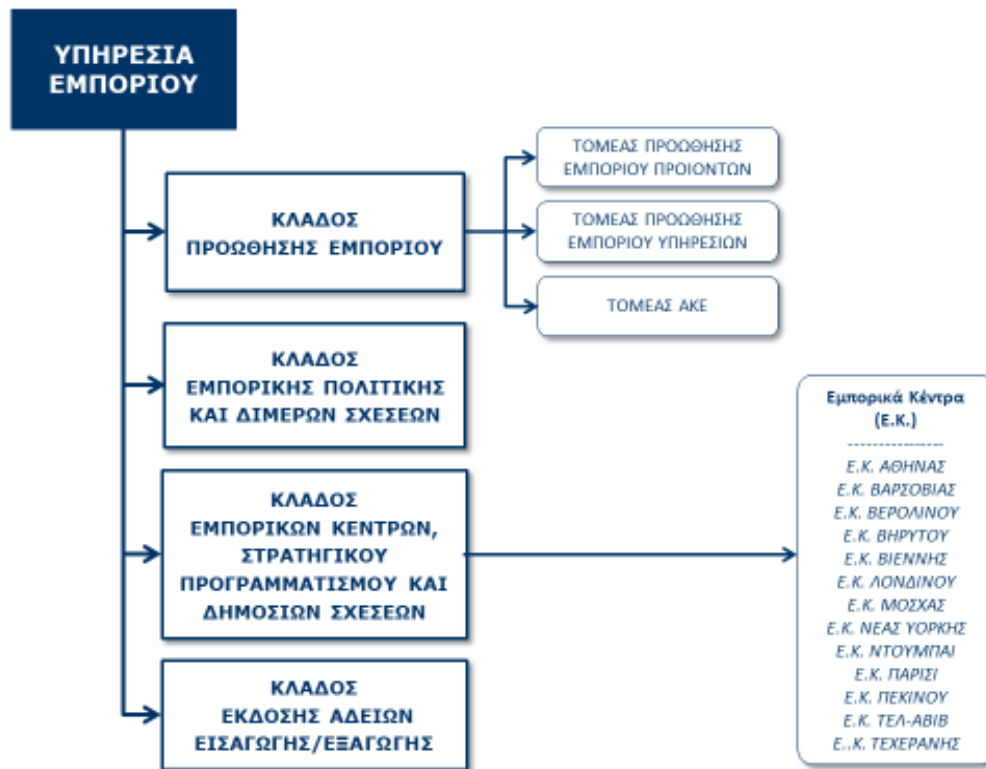 ΥΠΗΡΕΣΙΑ
ΕΜΠΟΡΙΟΥ
ΚΛΑΔΟΣ
ΠΡΟΩΘΗΣΗΣ ΕΜΠΟΡΙΟΥ
ΤΟΜΕΑΣ ΠΡΟΩΘΗΣΗΣ
ΕΜΠΟΡΙΟΥ ΠΡΟΙΟΝΤΩΝ
ΤΟΜΕΑΣ ΠΡΟΩΘΗΣΗΣ
ΕΜΠΟΡΙΟΥ ΥΠΗΡΕΣΙΩΝ
ΤΟΜΕΑΣ ΑΚΕ
ΚΛΑΔΟΣ
ΕΜΠΟΡΙΚΗΣ ΠΟΛΙΤΙΚΗΣ
ΚΑΙ ΔΙΜΕΡΩΝ ΣΧΕΣΕΩΝ
ΚΛΑΔΟΣ
ΕΜΠΟΡΙΚΩΝ ΚΕΝΤΡΩΝ,
ΣΤΡΑΤΗΓΙΚΟΥ
ΠΡΟΓΡΑΜΜΑΤΙΣΜΟΥ ΚΑΙ
ΔΗΜΟΣΙΩΝ ΣΧΕΣΕΩΝ
Εμπορικά Κέντρα
(Ε.Κ.)
----------------
Ε.Κ. ΑΘΗΝΑΣ
Ε.Κ. ΒΑΡΣΟΒΙΑΣ
Ε.Κ. ΒΕΡΟΛΙΝΟΥ
Ε.Κ. ΒΗΡΥΤΟΥ
Ε.Κ. ΒΙΕΝΝΗΣ
Ε.Κ. ΛΟΝΔΙΝΟΥ
Ε.Κ. ΜΟΣΧΑΣ
Ε.Κ. ΝΕΑΣ ΥΟΡΚΗΣ
Ε.Κ. ΝΤΟΥΜΠΑΙ
Ε.Κ. ΠΑΡΙΣΙ
Ε.Κ. ΠΕΚΙΝΟΥ
Ε.Κ. ΤΕΛ-ΑΒΙΒ
Ε..Κ. ΤΕΧΕΡΑΝΗΣ
ΚΛΑΔΟΣ
ΕΚΔΟΣΗΣ ΑΔΕΙΩΝ
ΕΙΣΑΓΩΓΗΣ/ΕΞΑΓΩΓΗΣ